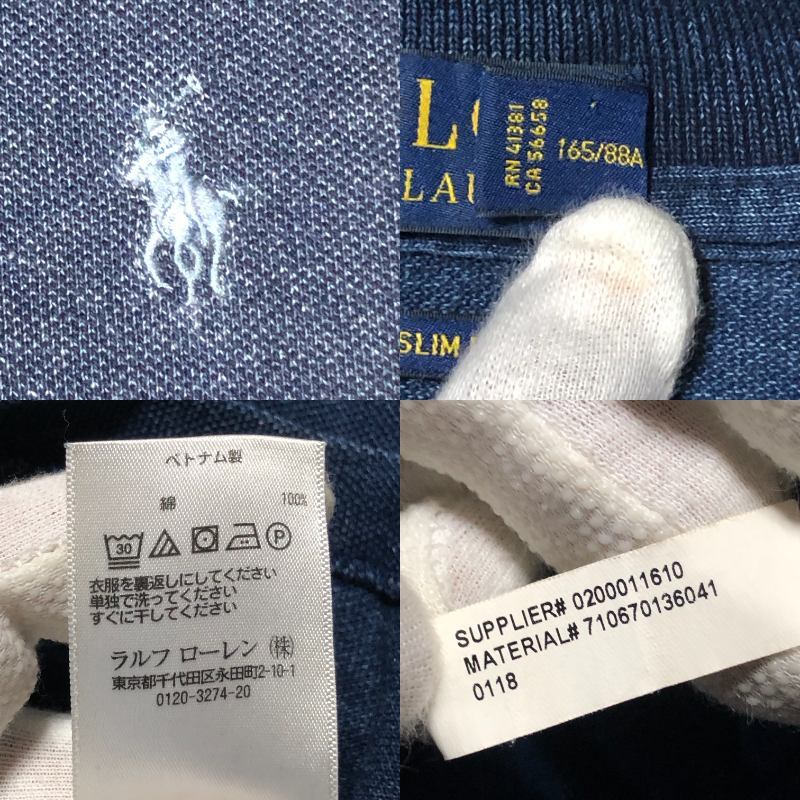 RN 41381
CA 56658
165/88A
SLIM
ベトナム製
綿 100%
30
P
衣服を裏返しにしてください
単独で洗ってください
すぐに干してください
ラルフ ローレン (株)
東京都千代田区永田町2-10-1
0120-3274-20
SUPPLIER# 0200011610
MATERIAL# 710670136041
0118